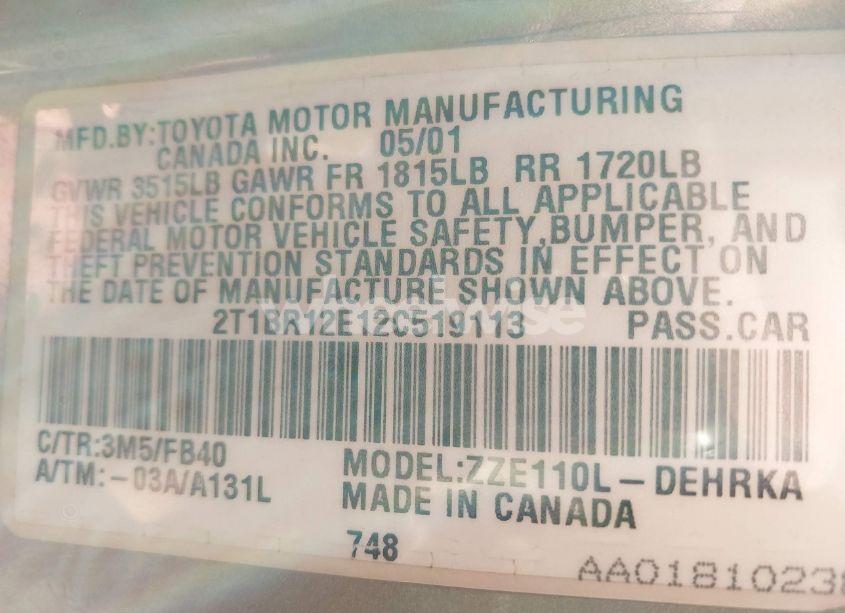 MFD.BY:TOYOTA MOTOR MANUFACTURING
CANADA INC. 05/01
GVWR 3515LB GAWR FR 1815LB RR 1720LB
THIS VEHICLE CONFORMS TO ALL APPLICABLE
FEDERAL MOTOR VEHICLE SAFETY,BUMPER, AND
THEFT PREVENTION STANDARDS IN EFFECT ON
THE DATE OF MANUFACTURE SHOWN ABOVE.
2T1BR12E12C519113 PASS.CAR
C/TR:3M5/FB40
A/TM:-03A/A131L
MODEL:ZZE110L-DEHRKA
MADE IN CANADA
748